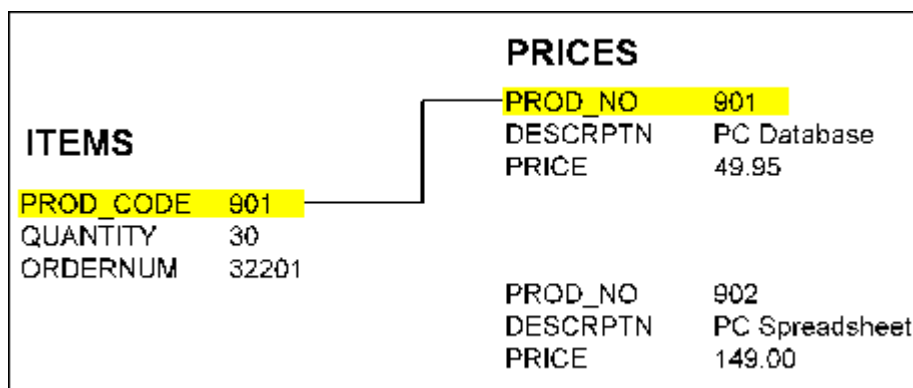 ITEMS
PROD_CODE 901
QUANTITY 30
ORDERNUM 32201
PRICES
PROD_NO 901
DESCRPTN PC Database
PRICE 49.95
PROD_NO 902
DESCRPTN PC Spreadsheet
PRICE 149.00